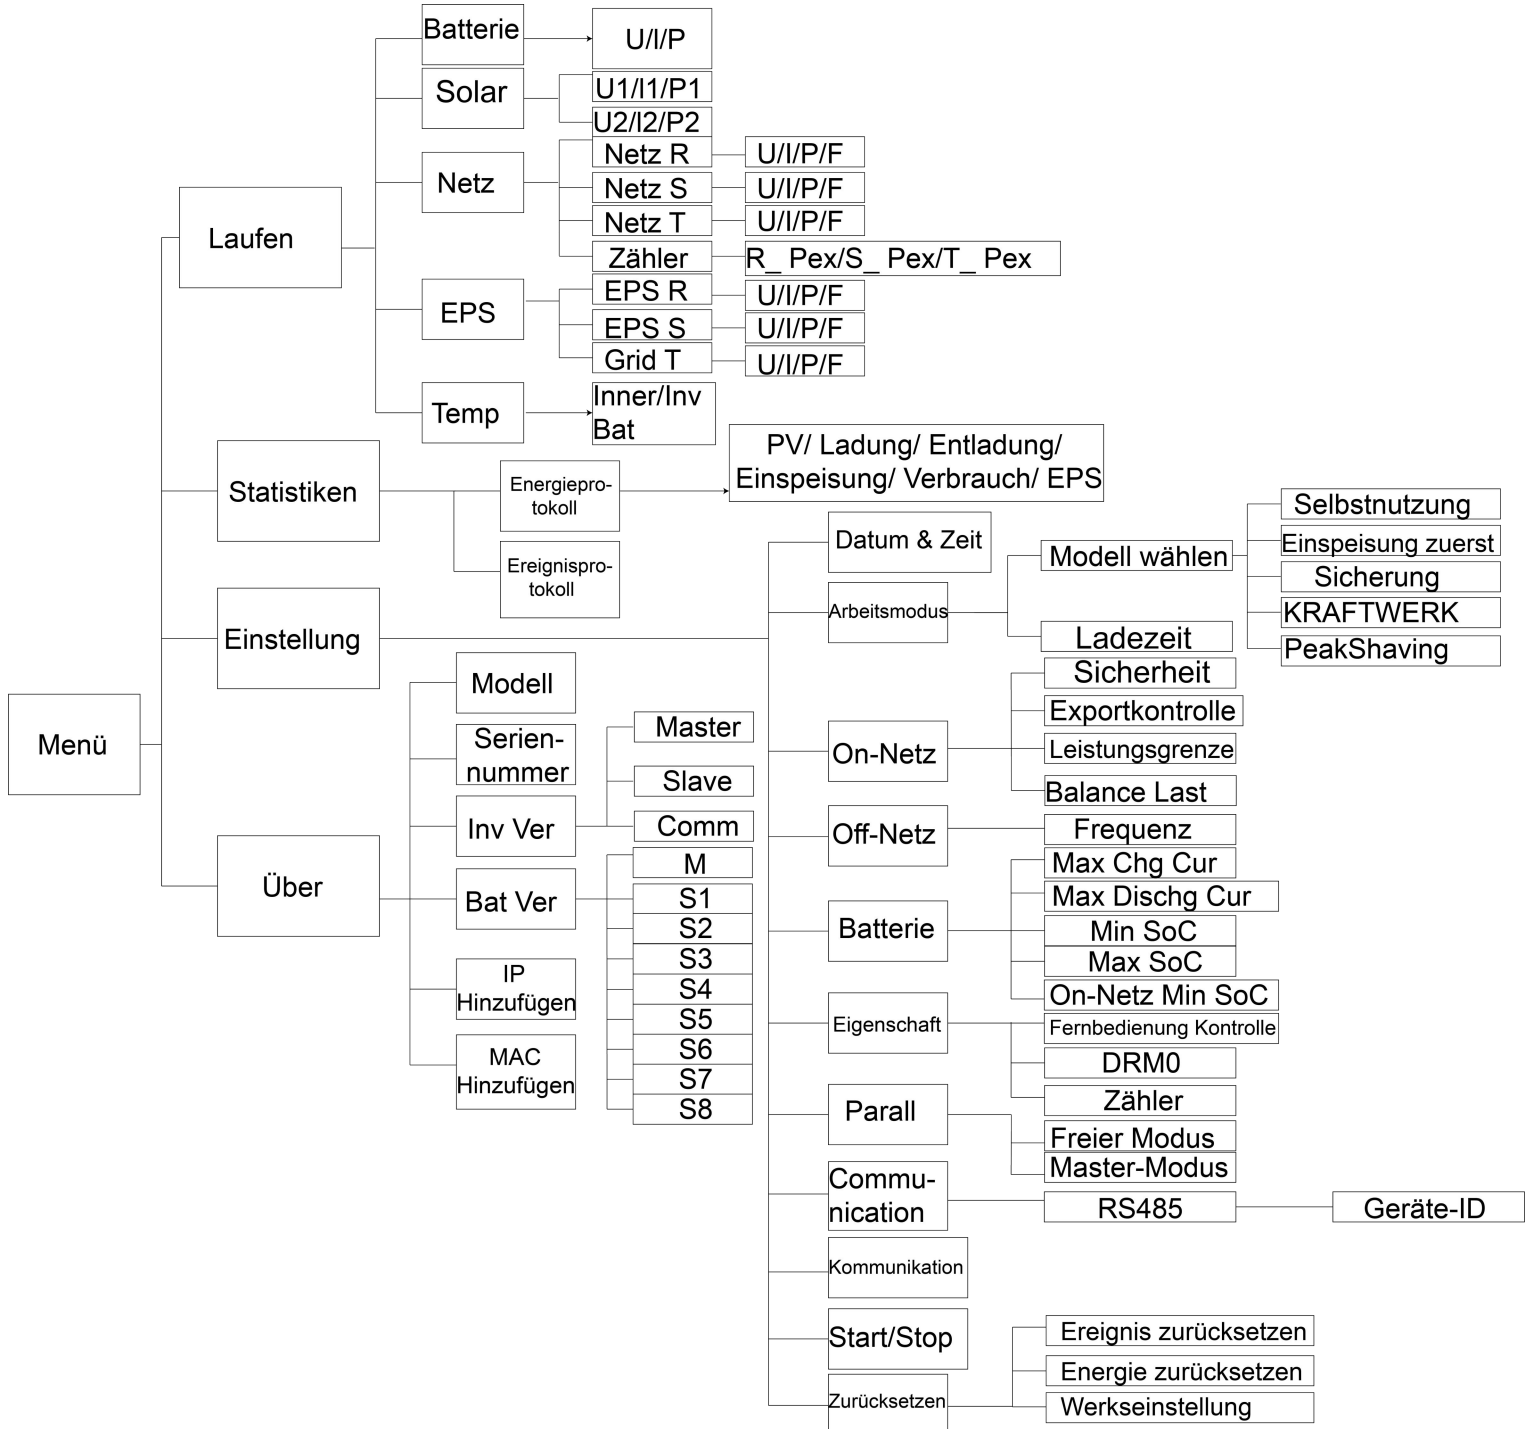 Menü
Laufen
Batterie
U/I/P
Solar
U1/I1/P1
U2/I2/P2
Netz
Netz R
U/I/P/F
Netz S
U/I/P/F
Netz T
U/I/P/F
Zähler
R_ Pex/S_ Pex/T_ Pex
EPS
EPS R
U/I/P/F
EPS S
U/I/P/F
Grid T
U/I/P/F
Temp
Inner/Inv
Bat
Statistiken
Energiepro-
tokoll
PV/ Ladung/ Entladung/
Einspeisung/ Verbrauch/ EPS
Ereignispro-
tokoll
Einstellung
Datum & Zeit
Arbeitsmodus
Modell wählen
Selbstnutzung
Einspeisung zuerst
Sicherung
KRAFTWERK
PeakShaving
Ladezeit
On-Netz
Sicherheit
Exportkontrolle
Leistungsgrenze
Balance Last
Off-Netz
Frequenz
Batterie
Max Chg Cur
Max Dischg Cur
Min SoC
Max SoC
On-Netz Min SoC
Eigenschaft
Fernbedienung Kontrolle
DRM0
Zähler
Parall
Freier Modus
Master-Modus
Commu-
nication
RS485
Geräte-ID
Kommunikation
Start/Stop
Zurücksetzen
Ereignis zurücksetzen
Energie zurücksetzen
Werkseinstellung
Über
Modell
Serien-
nummer
Inv Ver
Master
Slave
Comm
Bat Ver
M
S1
S2
S3
S4
S5
S6
S7
S8
IP
Hinzufügen
MAC
Hinzufügen